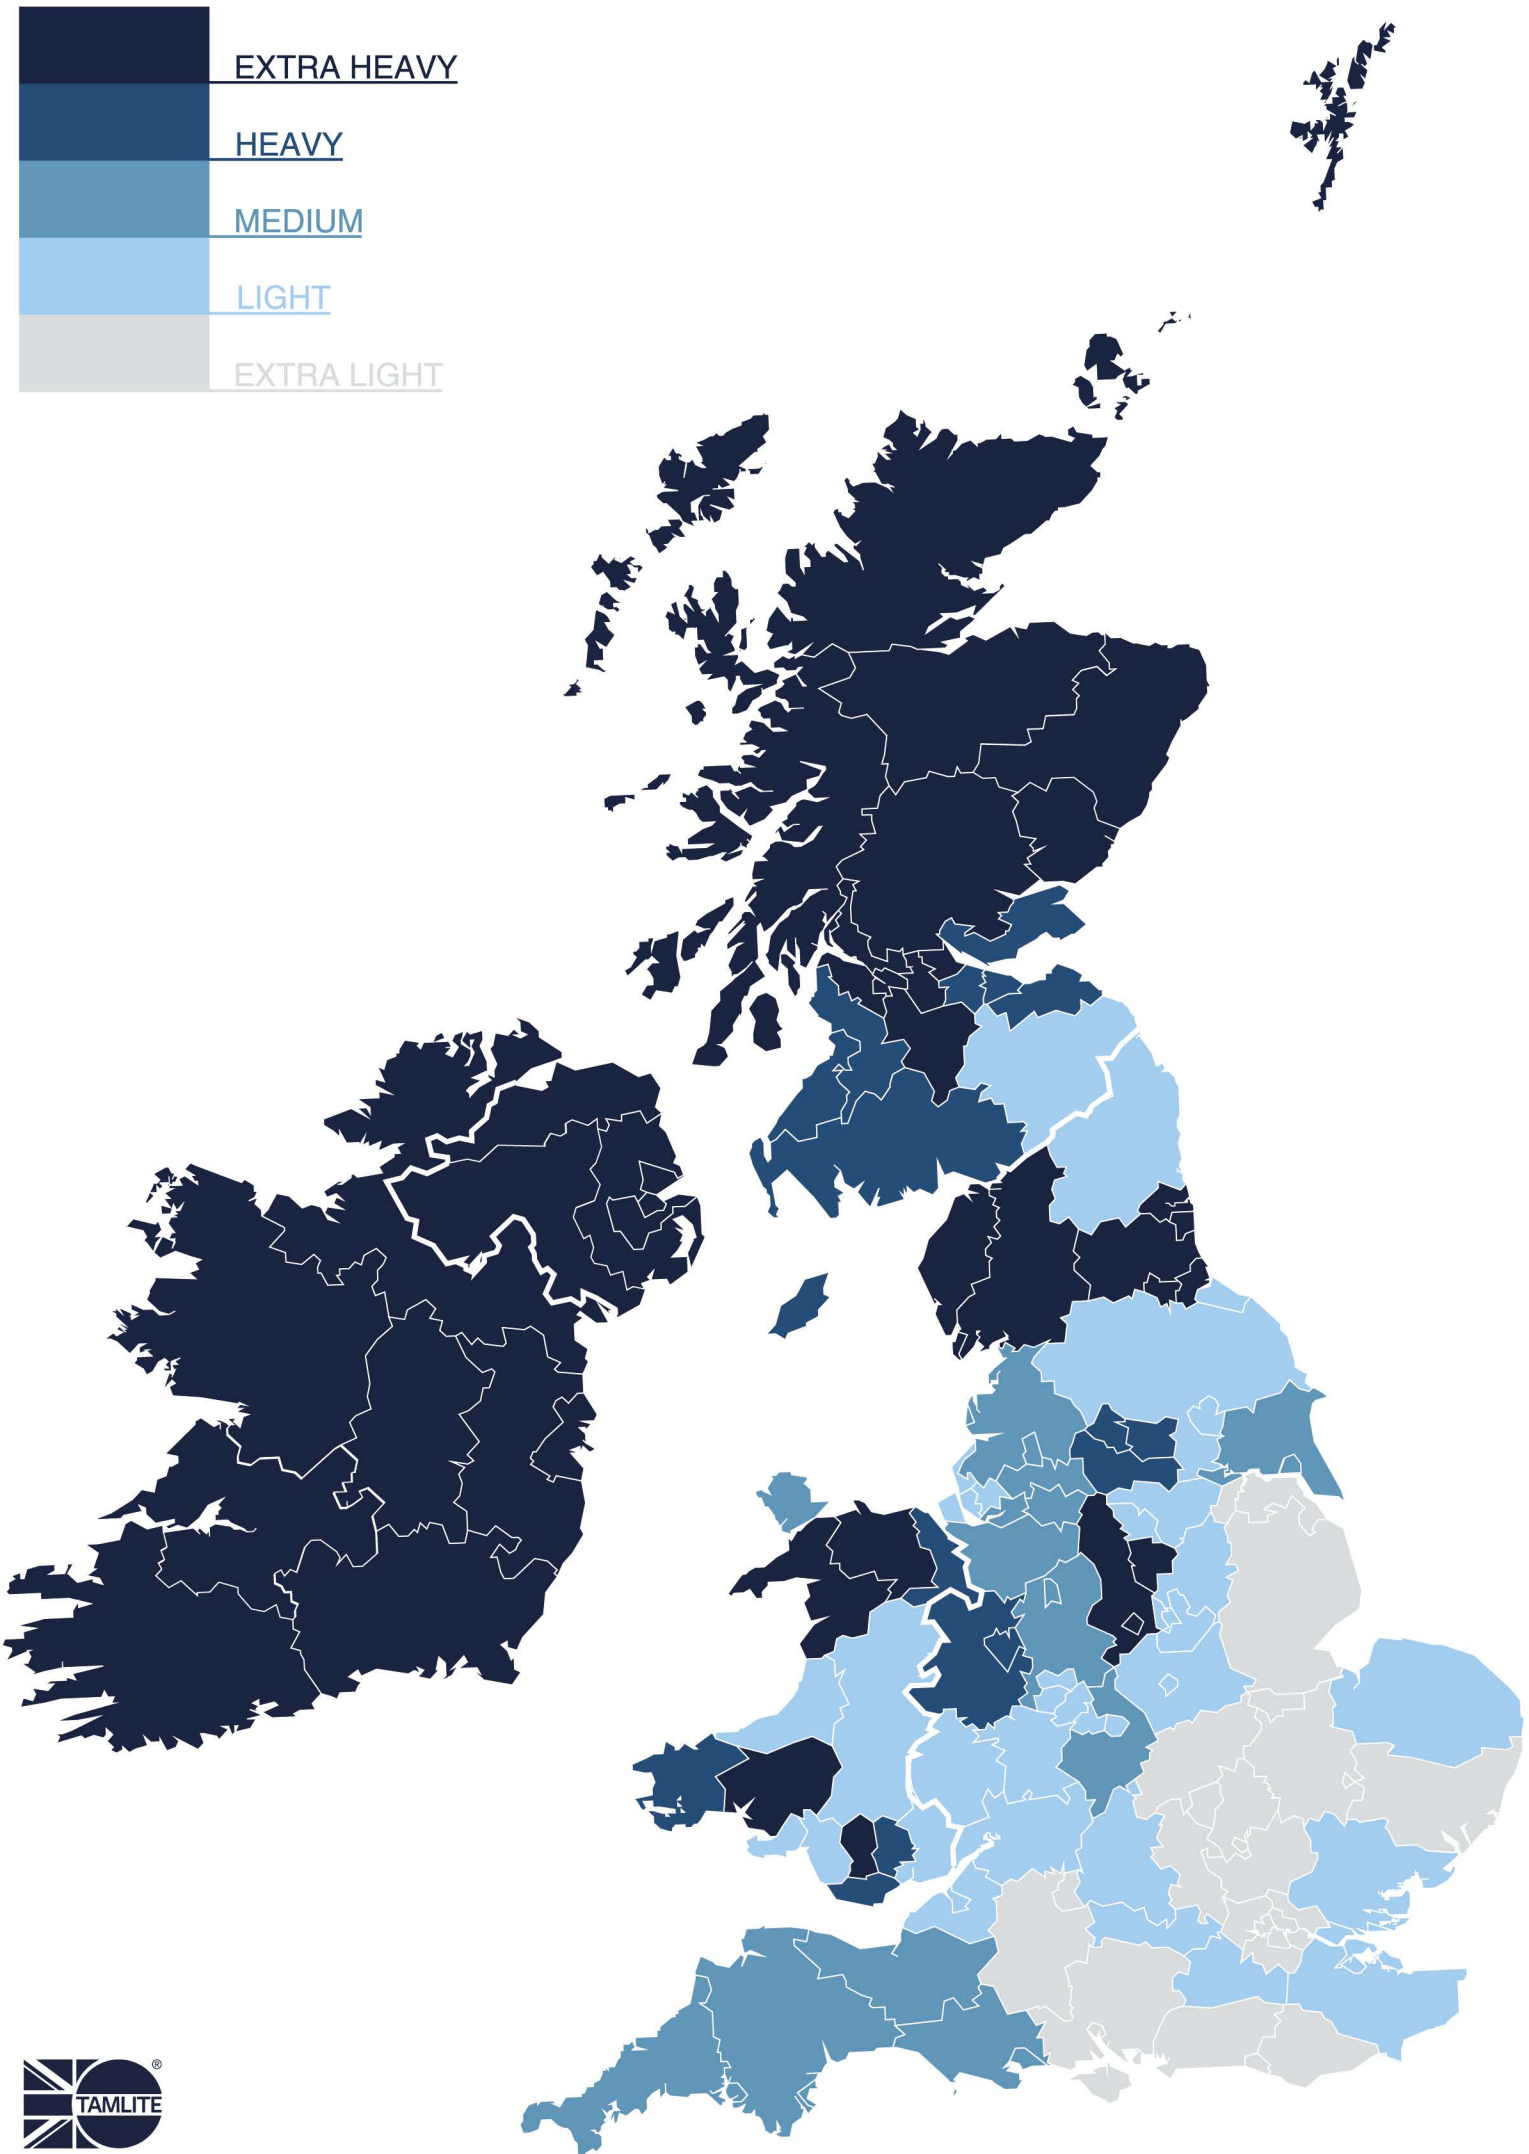 EXTRA HEAVY
HEAVY
MEDIUM
LIGHT
EXTRA LIGHT
TAMLITE
®